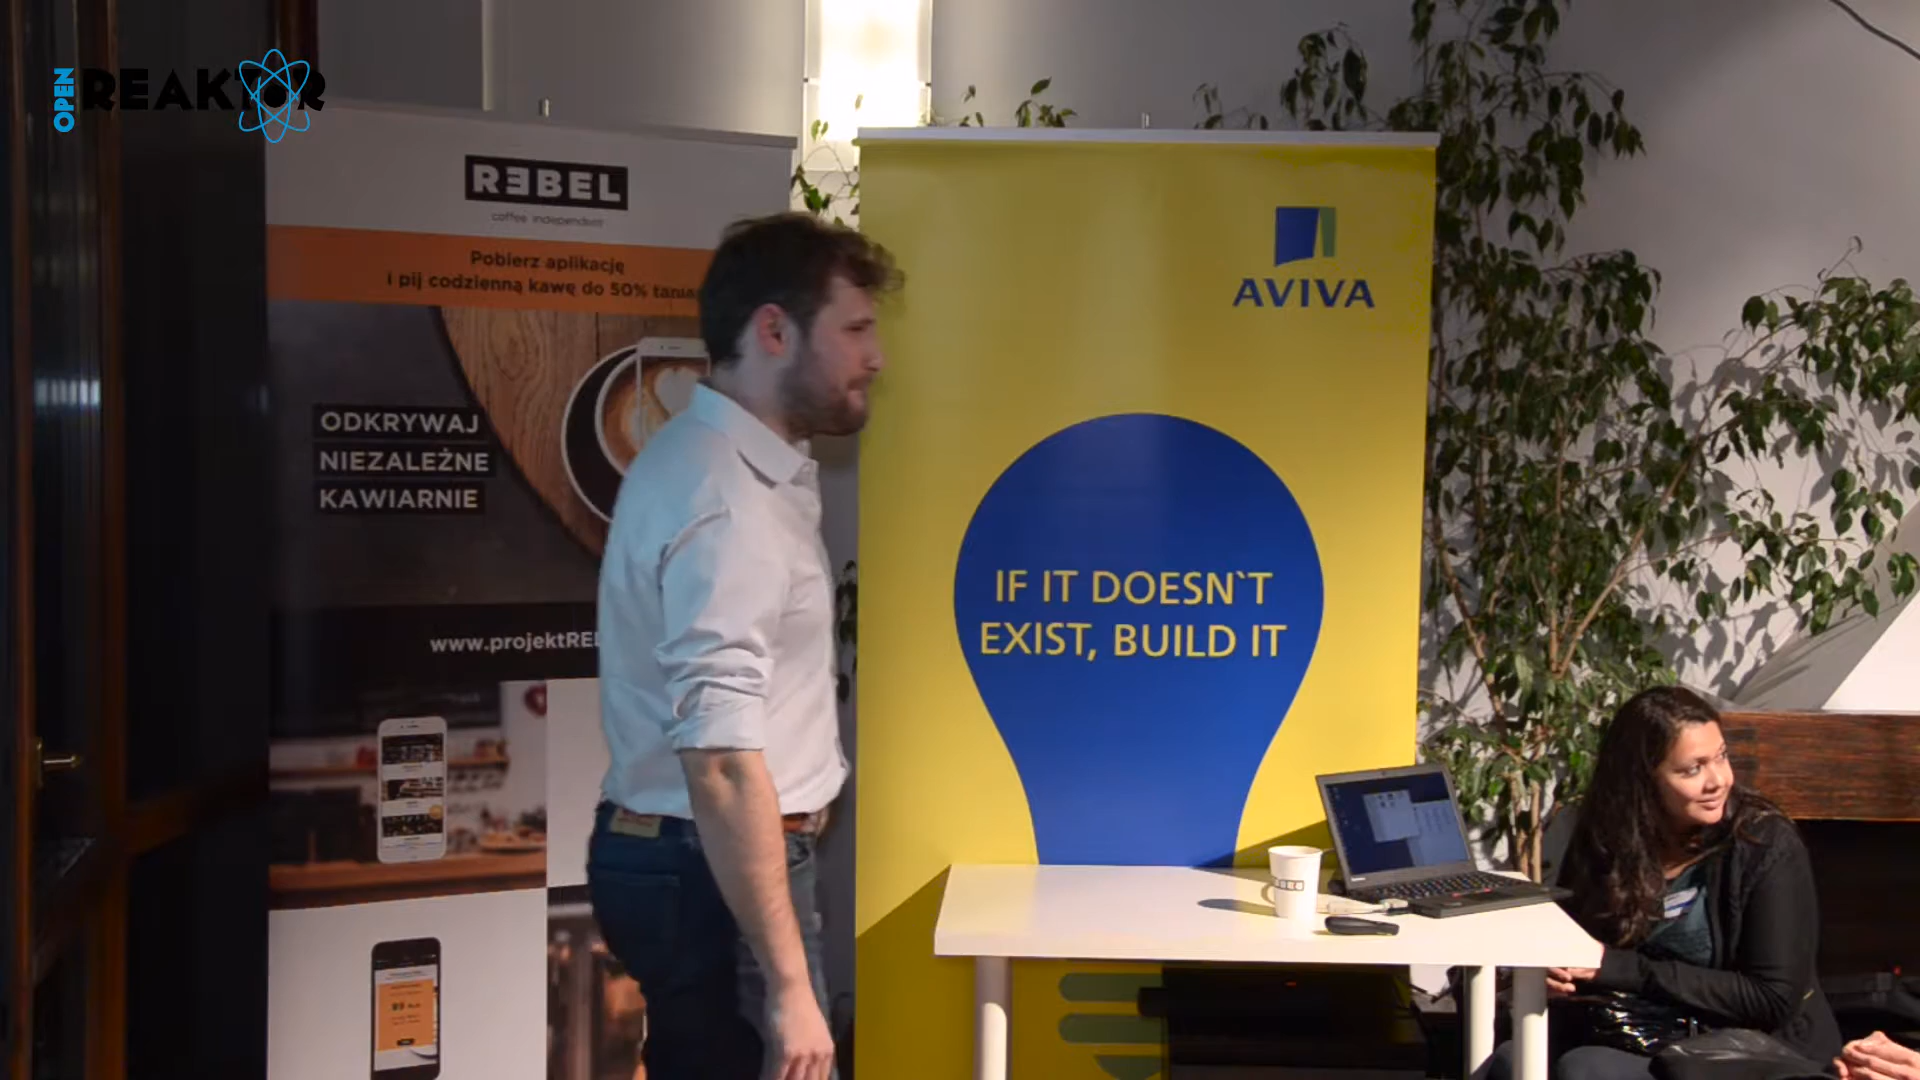 OPEN REAKTOR
REBEL
coffee independent
Pobierz aplikację
i pij codzienną kawę do 50%
ODKRYWAJ
NIEZALEŻNE
KAWIARNIE
www.projektRE
AVIVA
IF IT DOESN`T
EXIST, BUILD IT